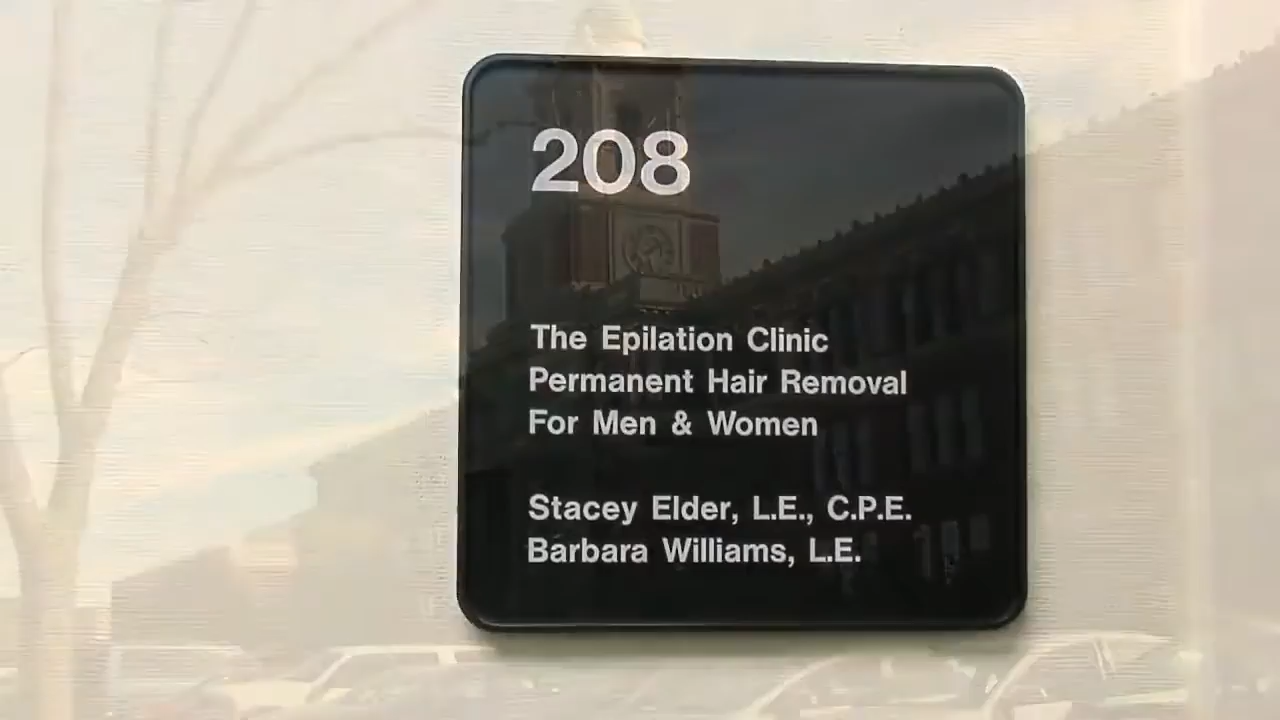 208
The Epilation Clinic
Permanent Hair Removal
For Men & Women
Stacey Elder, L.E., C.P.E.
Barbara Williams, L.E.